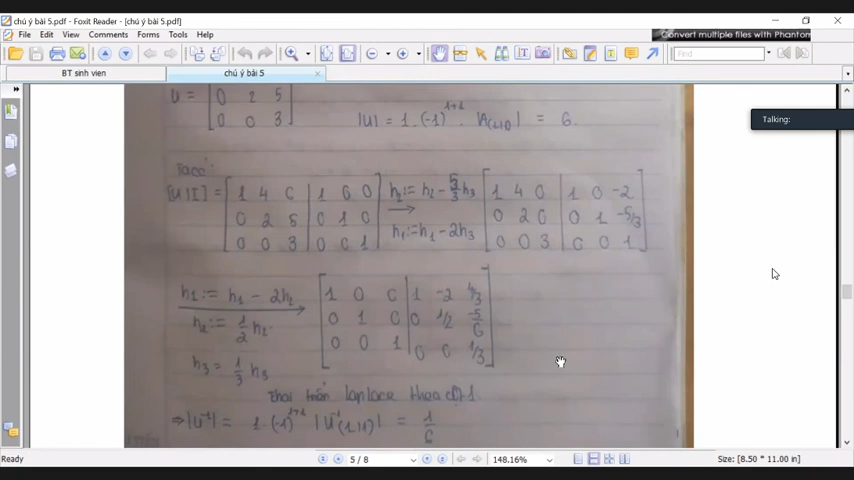 chú ý bài 5.pdf - Foxit Reader - [chú ý bài 5.pdf]
File Edit View Comments Forms Tools Help
Convert multiple files with Phantom
Find
BT sinh vien
chú ý bài 5
Talking:
U = 0 2 5
0 0 3
|U| = 1.(-1)^{1+1}. |A(1,1)| = 6.
Ta có:
[U|I] = [1 4 6 | 1 0 0] h2 := h2 - 5/3 h3 [1 4 0 | 1 0 -2]
0 2 5 | 0 1 0 → 0 2 0 | 0 1 -5/3
0 0 3 | 0 0 1 h1 := h1 - 2h3 0 0 3 | 0 0 1
h1 := h1 - 2h2 [1 0 0 | 1 -2 4/3]
h2 := 1/2 h2 0 1 0 | 0 1/2 -5/6
0 0 1 | 0 0 1/3
h3 = 1/3 h3
khai triển laplace theo cột 1.
⇒ |U^{-1}| = 1.(-1)^{1+1} |U^{-1}(1,1)| = 1/6
Ready
5 / 8
148.16%
Size: [8.50 * 11.00 in]